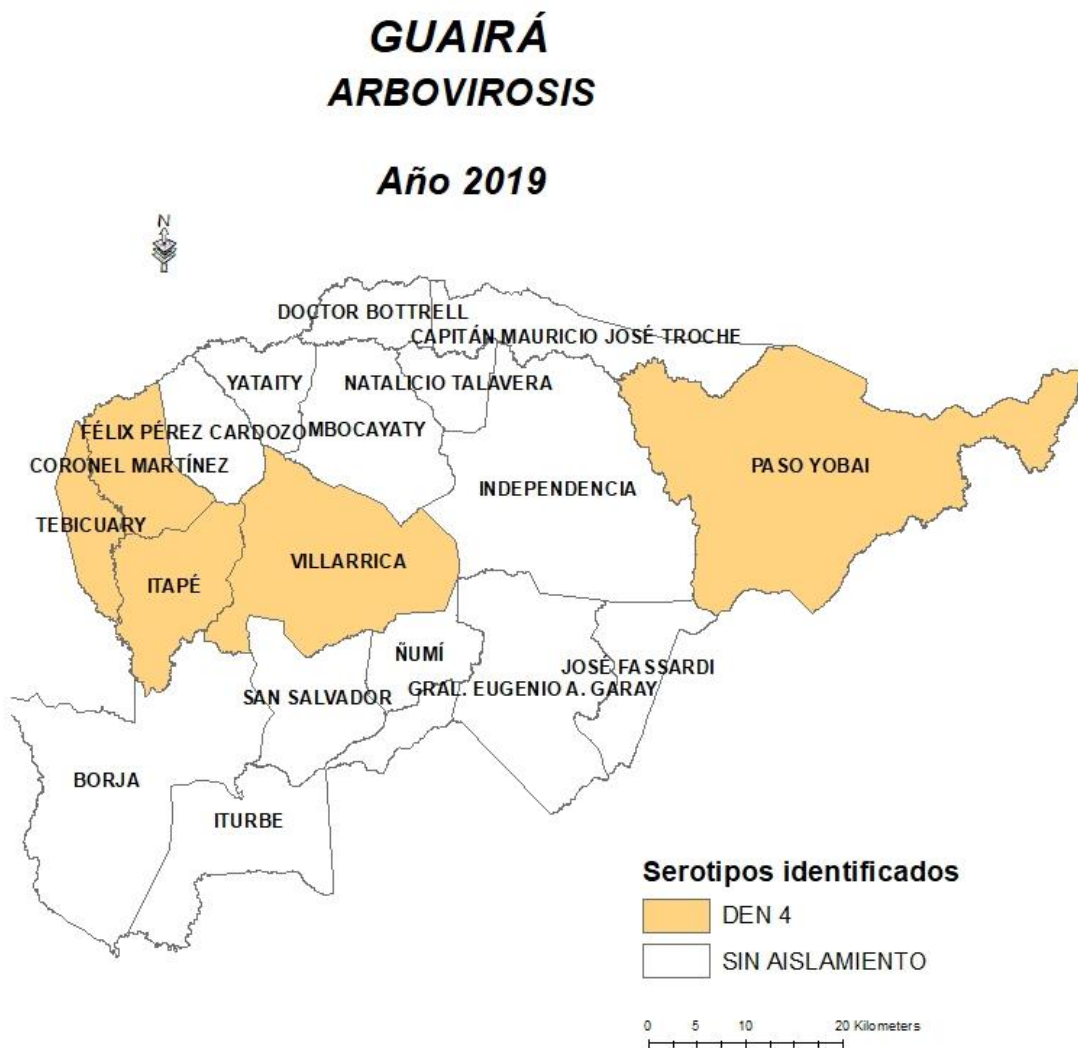 GUAIRÁ
ARBOVIROSIS
Año 2019
N
DOCTOR BOTTRELL
CAPITÁN MAURICIO JOSÉ TROCHE
YATAITY
NATALICIO TALAVERA
FÉLIX PÉREZ CARDOZO
MBOCAYATY
CORONEL MARTÍNEZ
PASO YOBAI
INDEPENDENCIA
TEBICUARY
VILLARRICA
ITAPÉ
ÑUMÍ
JOSÉ FASSARDI
GRAL. EUGENIO A. GARAY
SAN SALVADOR
BORJA
ITURBE
Serotipos identificados
DEN 4
SIN AISLAMIENTO
0 5 10 20 Kilometers